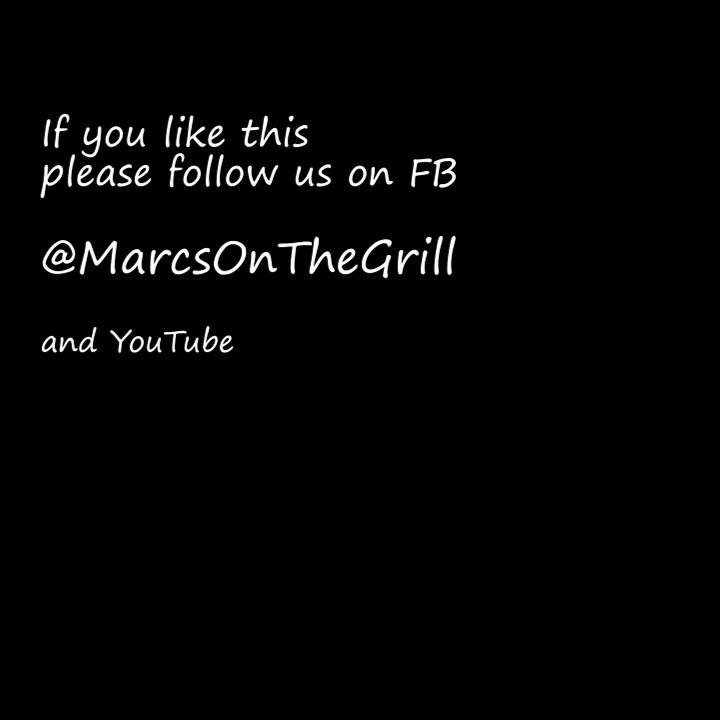 If you like this
please follow us on FB
@MarcsOnTheGrill
and YouTube